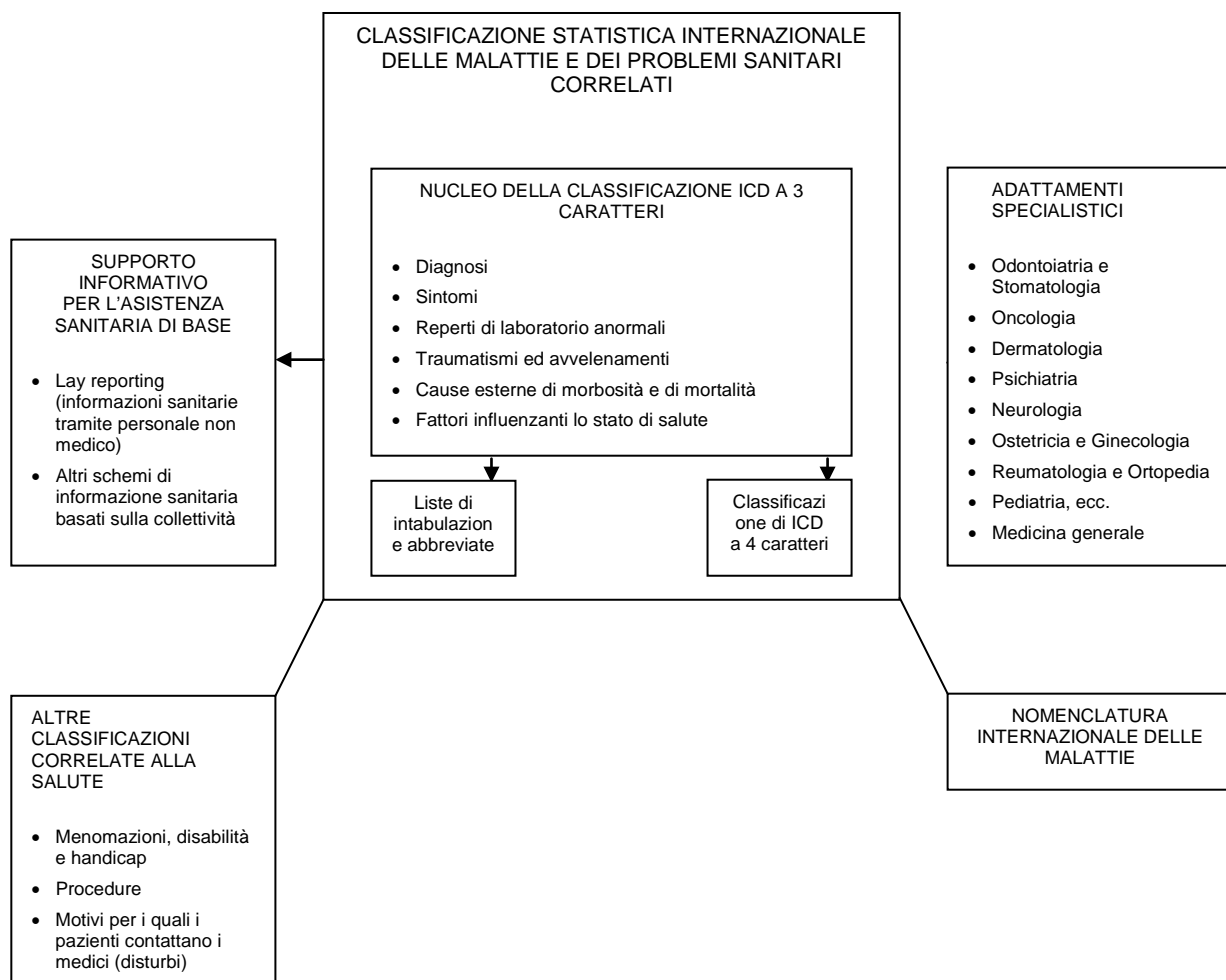 CLASSIFICAZIONE STATISTICA INTERNAZIONALE
DELLE MALATTIE E DEI PROBLEMI SANITARI
CORRELATI
NUCLEO DELLA CLASSIFICAZIONE ICD A 3
CARATTERI
• Diagnosi
• Sintomi
• Reperti di laboratorio anormali
• Traumatismi ed avvelenamenti
• Cause esterne di morbosità e di mortalità
• Fattori influenzanti lo stato di salute
Liste di
intabulazion
e abbreviate
Classificazi
one di ICD
a 4 caratteri
SUPPORTO
INFORMATIVO
PER L'ASISTENZA
SANITARIA DI BASE
• Lay reporting
(informazioni sanitarie
tramite personale non
medico)
• Altri schemi di
informazione sanitaria
basati sulla collettività
ADATTAMENTI
SPECIALISTICI
• Odontoiatria e
Stomatologia
• Oncologia
• Dermatologia
• Psichiatria
• Neurologia
• Ostetricia e Ginecologia
• Reumatologia e Ortopedia
• Pediatria, ecc.
• Medicina generale
ALTRE
CLASSIFICAZIONI
CORRELATE ALLA
SALUTE
• Menomazioni, disabilità
e handicap
• Procedure
• Motivi per i quali i
pazienti contattano i
medici (disturbi)
NOMENCLATURA
INTERNAZIONALE DELLE
MALATTIE